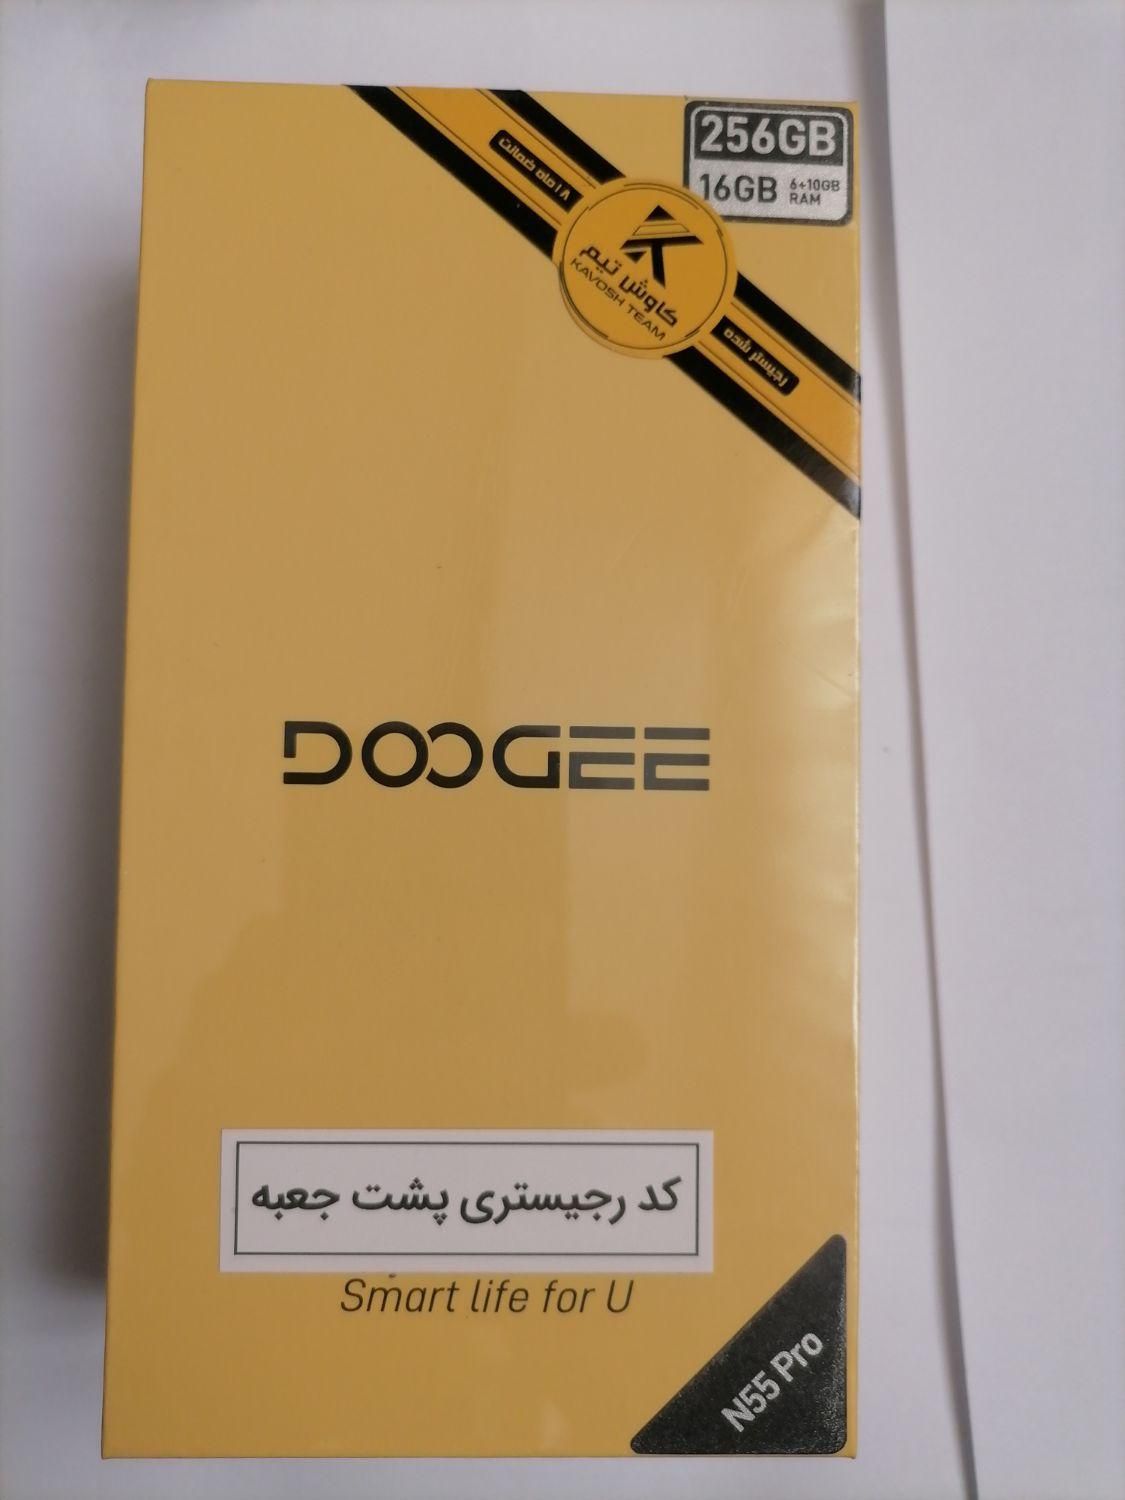 256GB
16GB 6+10GB RAM
۱۸ ماه ضمانت
کاوش تیم
KAVOSH TEAM
رجیستر شده
DOOGEE
کد رجیستری پشت جعبه
Smart life for U
N55 Pro